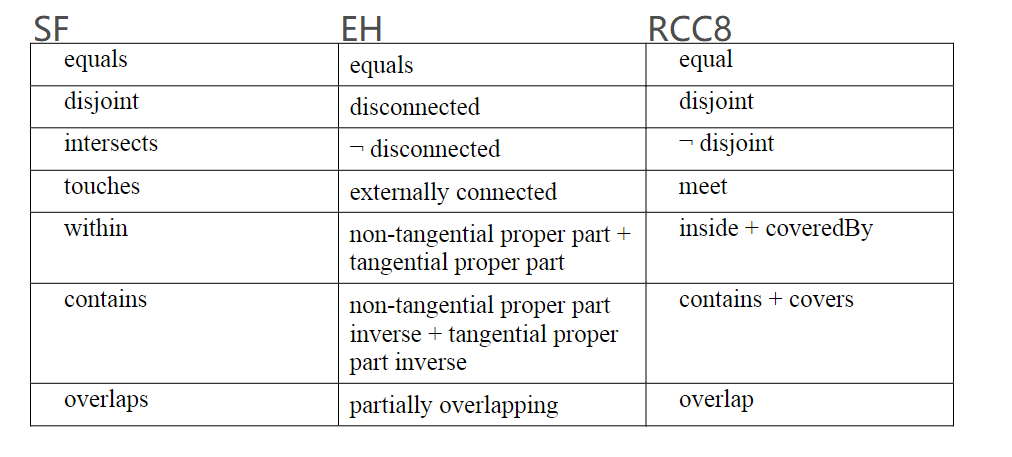 SF EH RCC8
equals equals equal
disjoint disconnected disjoint
intersects ¬ disconnected ¬ disjoint
touches externally connected meet
within non-tangential proper part + inside + coveredBy
tangential proper part
contains non-tangential proper part contains + covers
inverse + tangential proper
part inverse
overlaps partially overlapping overlap